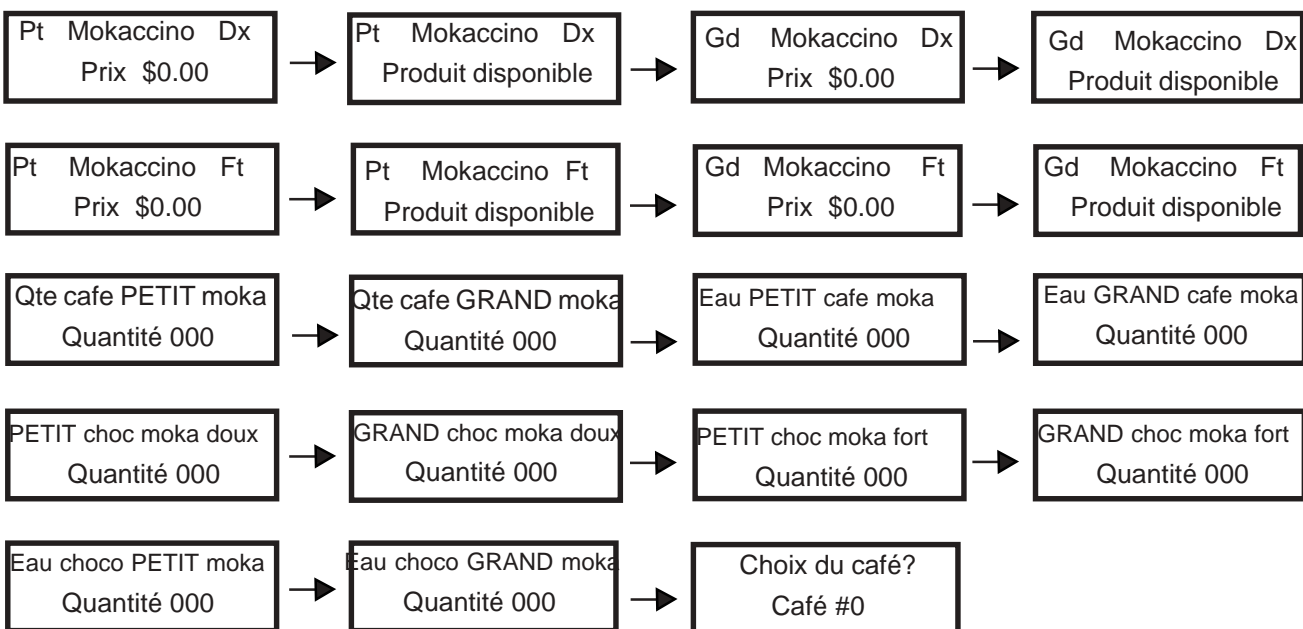 Pt Mokaccino Dx
Prix $0.00
Pt Mokaccino Dx
Produit disponible
Gd Mokaccino Dx
Prix $0.00
Gd Mokaccino Dx
Produit disponible
Pt Mokaccino Ft
Prix $0.00
Pt Mokaccino Ft
Produit disponible
Gd Mokaccino Ft
Prix $0.00
Gd Mokaccino Ft
Produit disponible
Qte cafe PETIT moka
Quantité 000
Qte cafe GRAND moka
Quantité 000
Eau PETIT cafe moka
Quantité 000
Eau GRAND cafe moka
Quantité 000
PETIT choc moka doux
Quantité 000
GRAND choc moka doux
Quantité 000
PETIT choc moka fort
Quantité 000
GRAND choc moka fort
Quantité 000
Eau choco PETIT moka
Quantité 000
Eau choco GRAND moka
Quantité 000
Choix du café?
Café #0